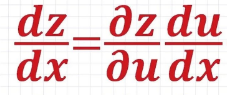 dz/dx = ∂z/∂u du/dx